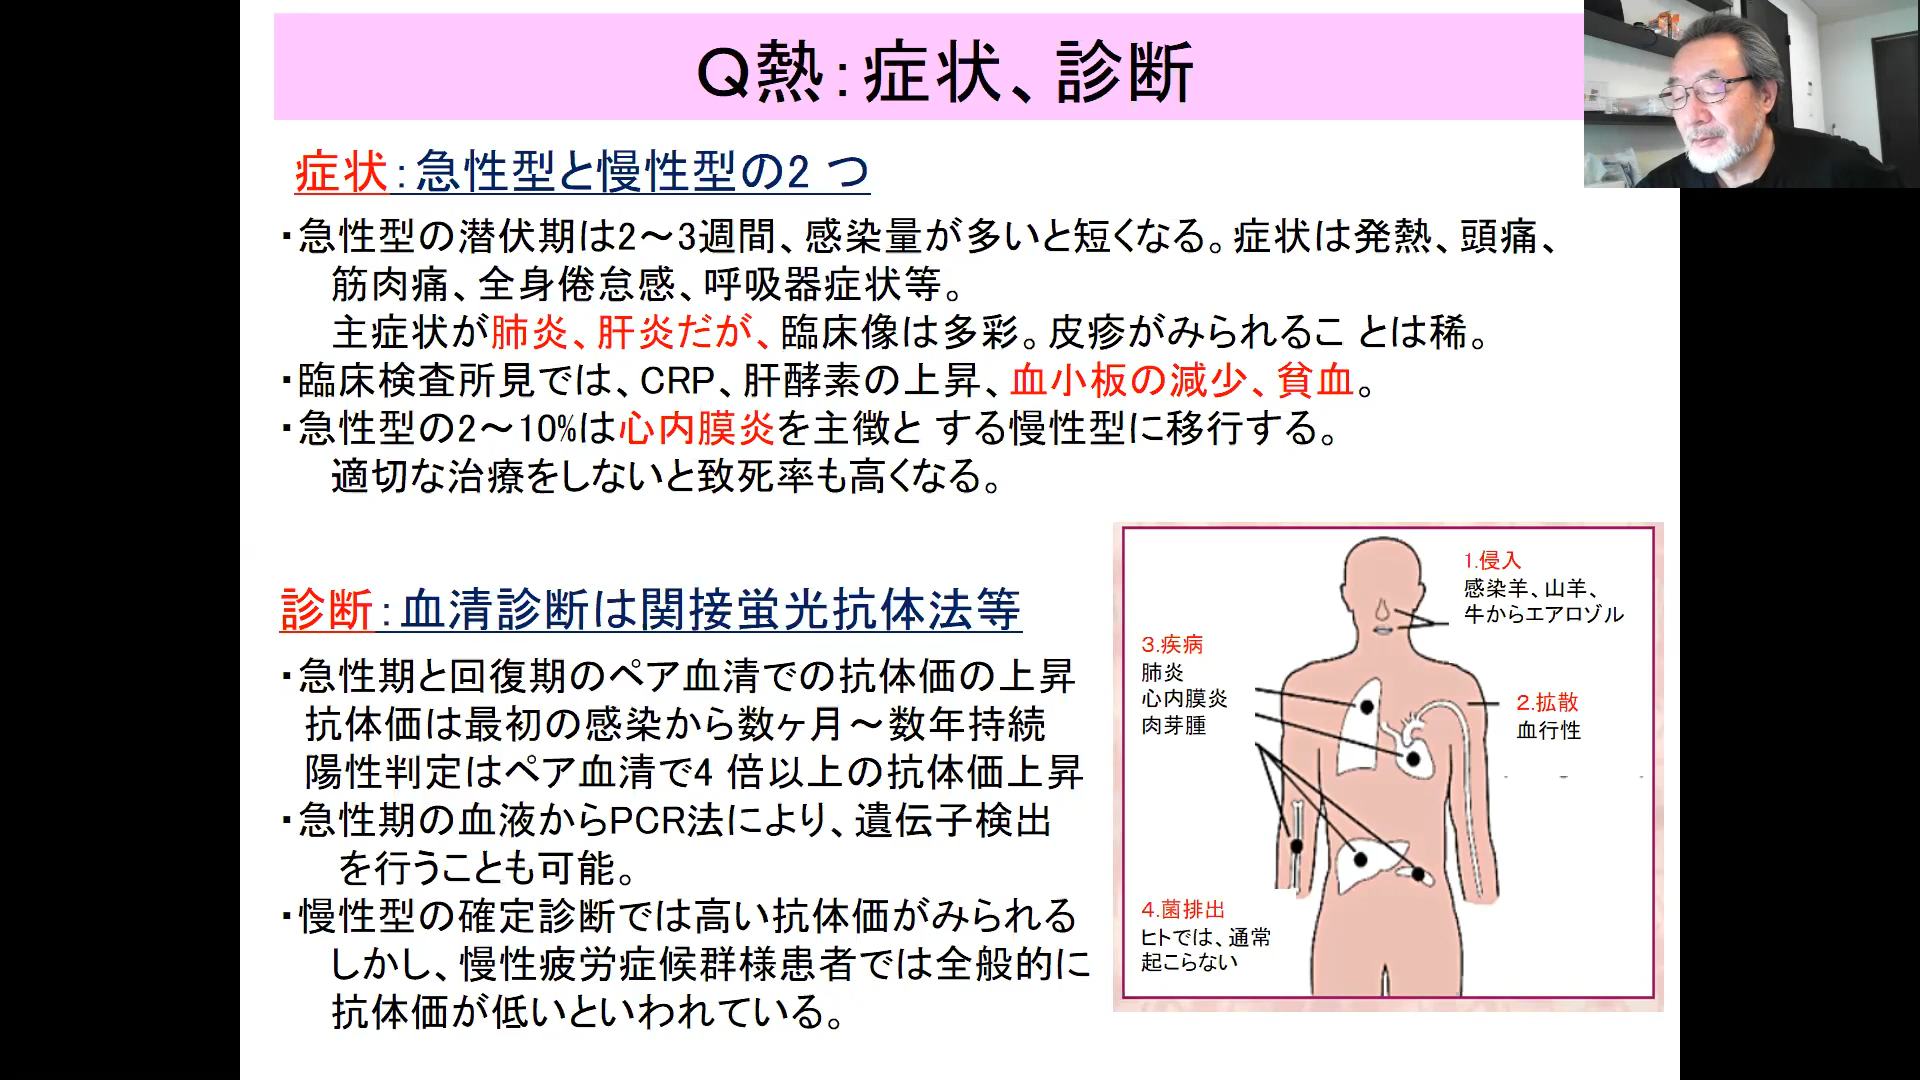 Q熱：症状、診断
症状：急性型と慢性型の2 つ
・急性型の潜伏期は2～3週間、感染量が多いと短くなる。症状は発熱、頭痛、
筋肉痛、全身倦怠感、呼吸器症状等。
主症状が肺炎、肝炎だが、臨床像は多彩。皮疹がみられるこ とは稀。
・臨床検査所見では、CRP、肝酵素の上昇、血小板の減少、貧血。
・急性型の2～10%は心内膜炎を主徴と する慢性型に移行する。
適切な治療をしないと致死率も高くなる。
診断：血清診断は関接蛍光抗体法等
・急性期と回復期のペア血清での抗体価の上昇
抗体価は最初の感染から数ヶ月～数年持続
陽性判定はペア血清で4 倍以上の抗体価上昇
・急性期の血液からPCR法により、遺伝子検出
を行うことも可能。
・慢性型の確定診断では高い抗体価がみられる
しかし、慢性疲労症候群様患者では全般的に
抗体価が低いといわれている。
1.侵入
感染羊、山羊、
牛からエアロゾル
3.疾病
肺炎
心内膜炎
肉芽腫
2.拡散
血行性
4.菌排出
ヒトでは、通常
起こらない